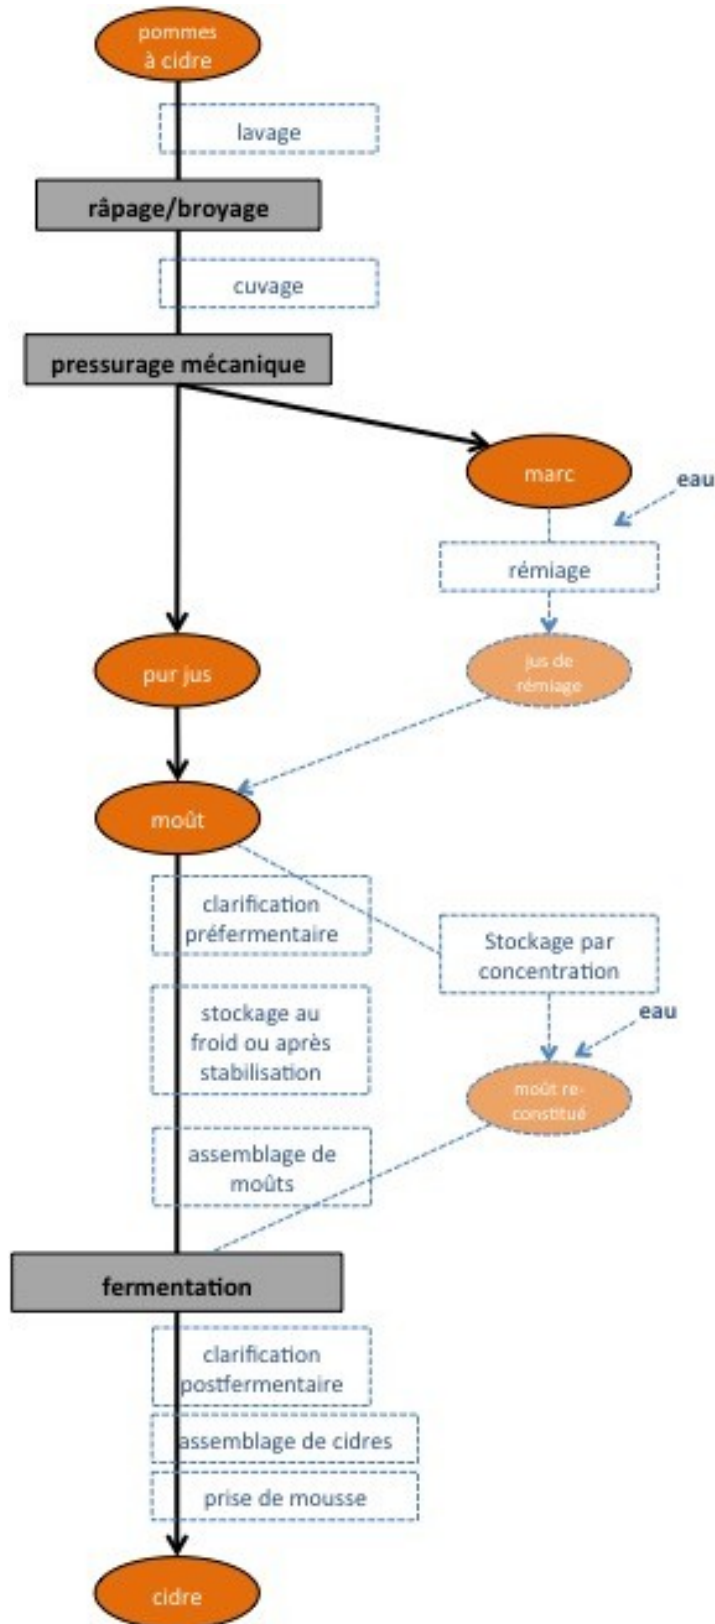 pommes
à cidre
lavage
râpage/broyage
cuvage
pressurage mécanique
marc
eau
rémiage
pur jus
jus de
rémiage
moût
clarification
préfermentaire
Stockage par
concentration
stockage au
froid ou après
stabilisation
eau
moût re-
constitué
assemblage de
moûts
fermentation
clarification
postfermentaire
assemblage de cidres
prise de mousse
cidre